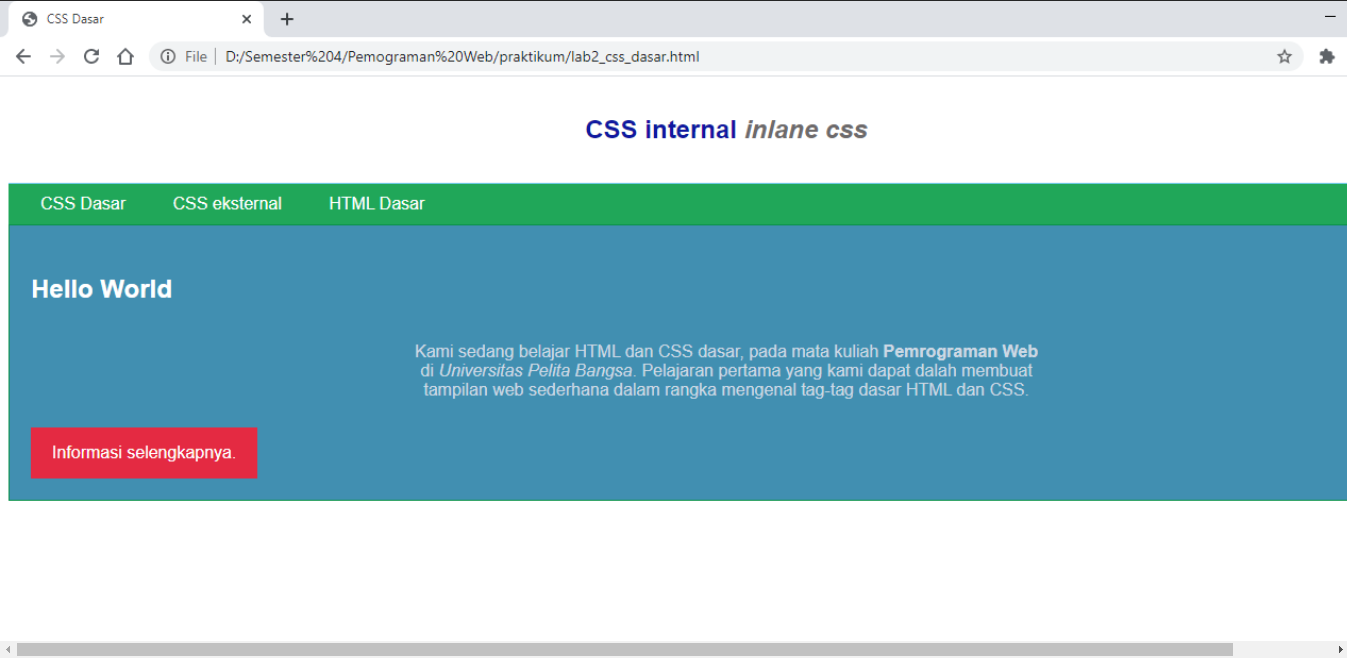 CSS Dasar
File D:/Semester%204/Pemograman%20Web/praktikum/lab2_css_dasar.html
CSS internal inlane css
CSS Dasar CSS eksternal HTML Dasar
Hello World
Kami sedang belajar HTML dan CSS dasar, pada mata kuliah Pemrograman Web
di Universitas Pelita Bangsa. Pelajaran pertama yang kami dapat dalah membuat
tampilan web sederhana dalam rangka mengenal tag-tag dasar HTML dan CSS.
Informasi selengkapnya.